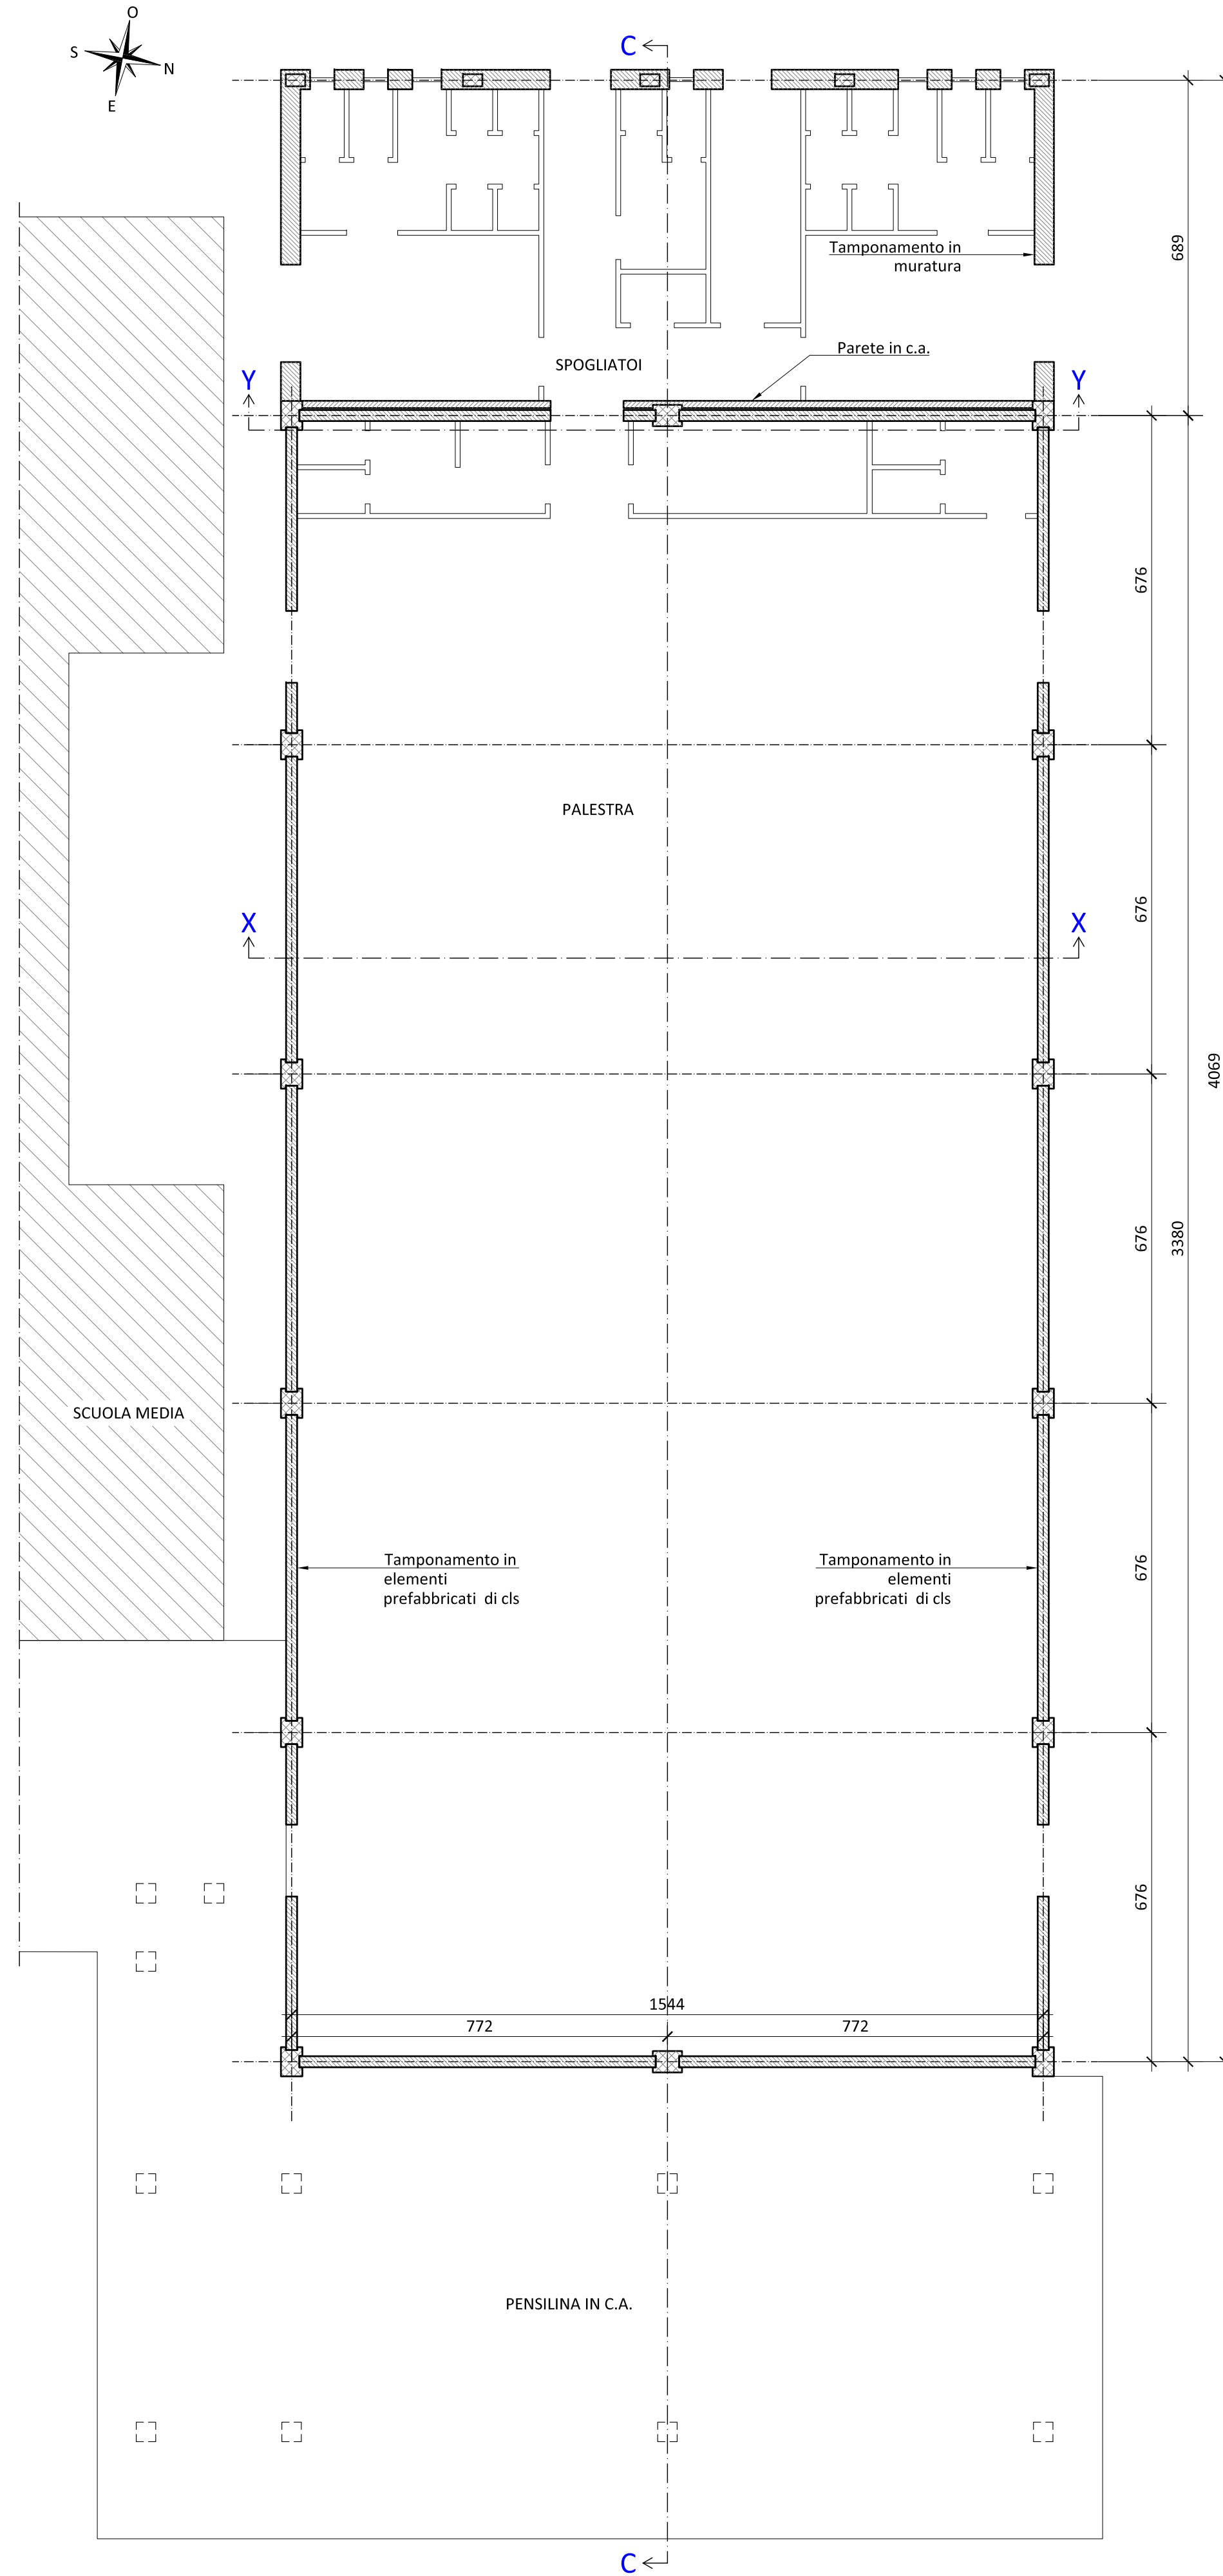 O
S
N
E
C
689
Tamponamento in
muratura
Parete in c.a.
SPOGLIATOI
Y
Y
676
PALESTRA
676
X
X
4069
676
3380
SCUOLA MEDIA
Tamponamento in
elementi
prefabbricati di cls
Tamponamento in
elementi
prefabbricati di cls
676
676
1544
772
772
PENSILINA IN C.A.
C